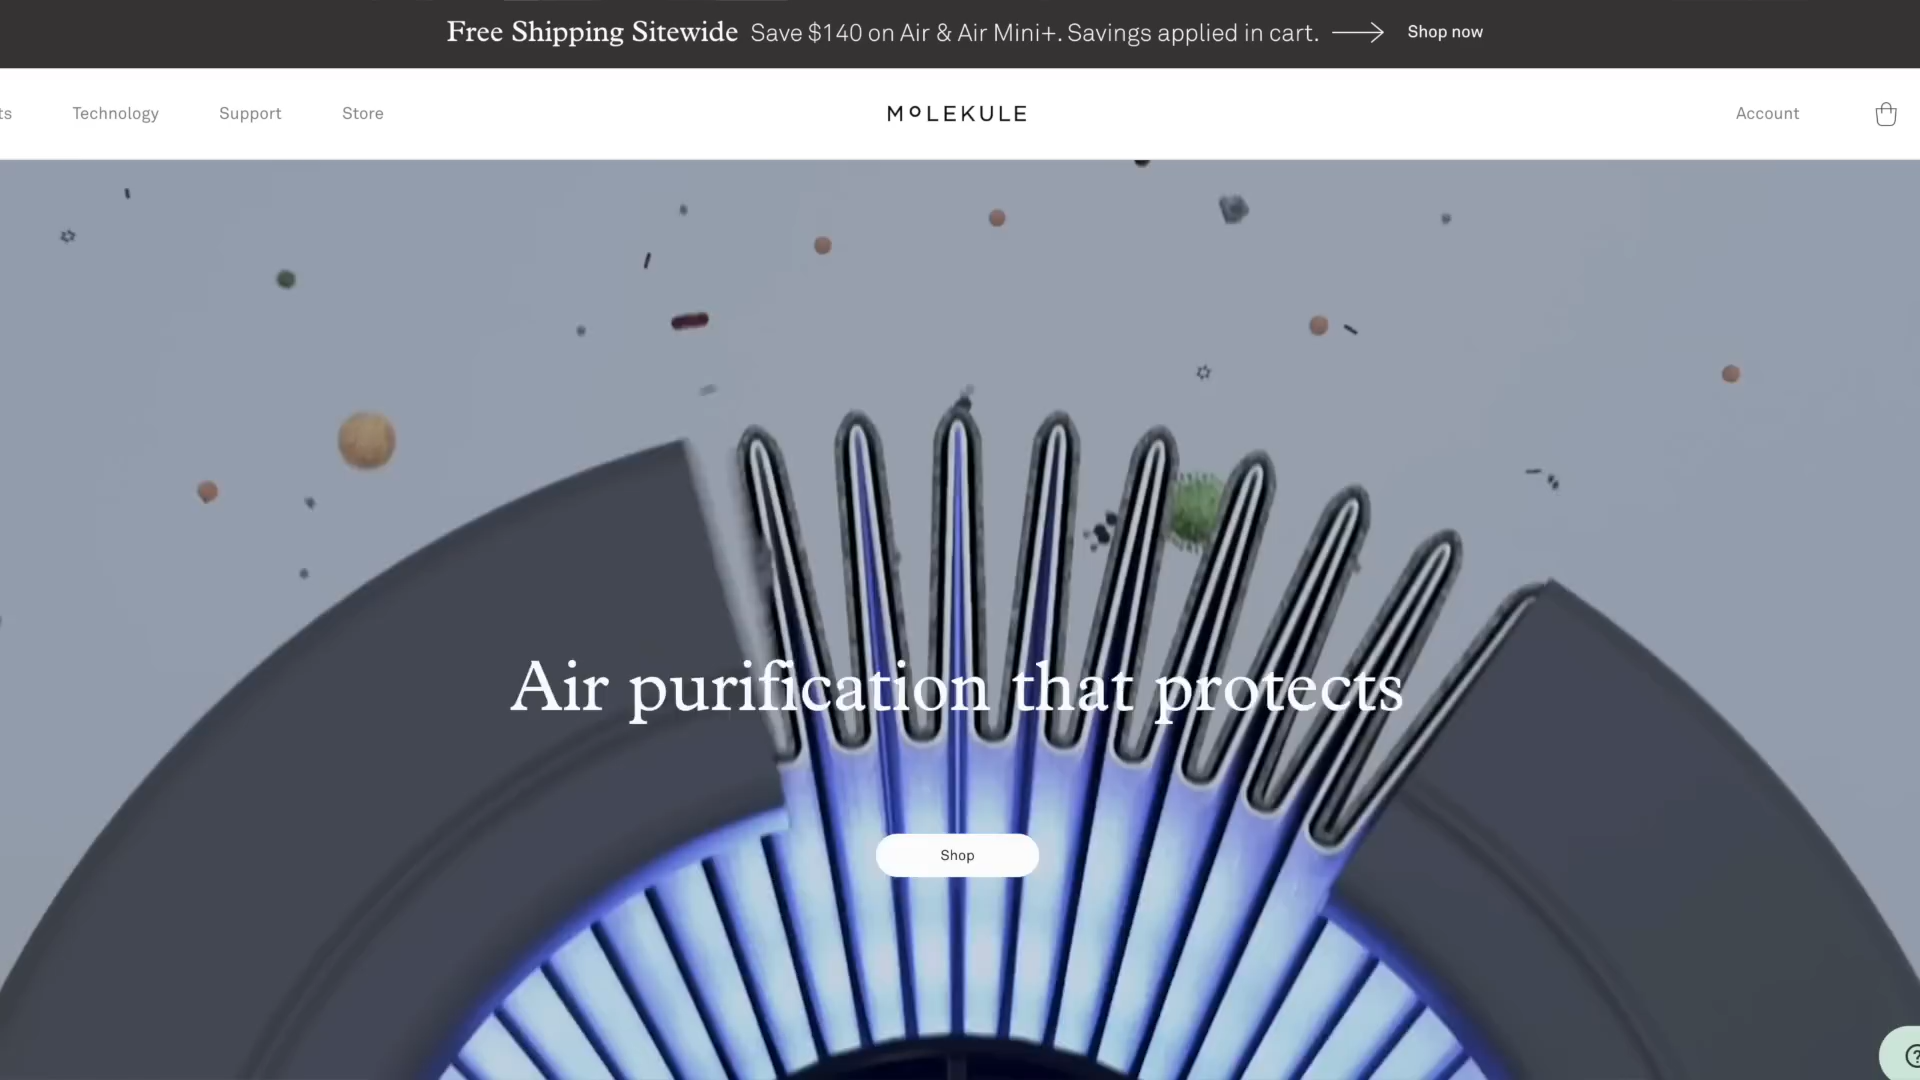 Free Shipping Sitewide Save $140 on Air & Air Mini+. Savings applied in cart. Shop now
ts Technology Support Store MOLEKULE Account
Air purification that protects
Shop
?